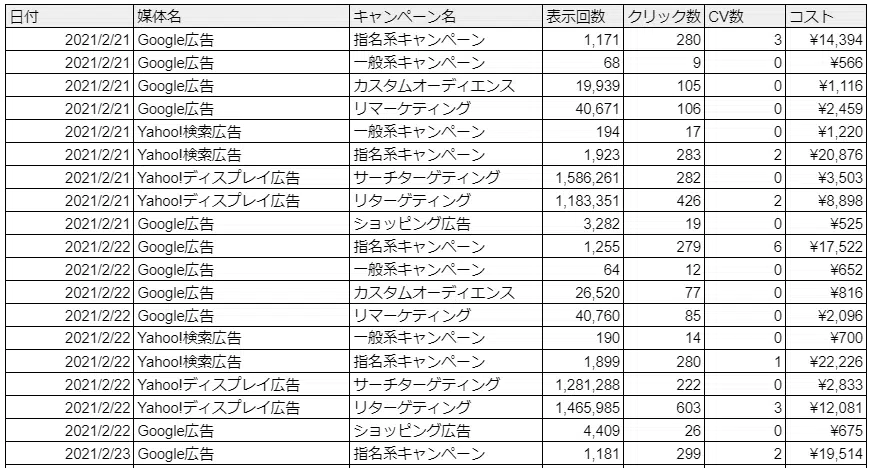 日付 媒体名 キャンペーン名 表示回数 クリック数 CV数 コスト
2021/2/21 Google広告 指名系キャンペーン 1,171 280 3 ¥14,394
2021/2/21 Google広告 一般系キャンペーン 68 9 0 ¥566
2021/2/21 Google広告 カスタムオーディエンス 19,939 105 0 ¥1,116
2021/2/21 Google広告 リマーケティング 40,671 106 0 ¥2,459
2021/2/21 Yahoo!検索広告 一般系キャンペーン 194 17 0 ¥1,220
2021/2/21 Yahoo!検索広告 指名系キャンペーン 1,923 283 2 ¥20,876
2021/2/21 Yahoo!ディスプレイ広告 サーチターゲティング 1,586,261 282 0 ¥3,503
2021/2/21 Yahoo!ディスプレイ広告 リターゲティング 1,183,351 426 2 ¥8,898
2021/2/21 Google広告 ショッピング広告 3,282 19 0 ¥525
2021/2/22 Google広告 指名系キャンペーン 1,255 279 6 ¥17,522
2021/2/22 Google広告 一般系キャンペーン 64 12 0 ¥652
2021/2/22 Google広告 カスタムオーディエンス 26,520 77 0 ¥816
2021/2/22 Google広告 リマーケティング 40,760 85 0 ¥2,096
2021/2/22 Yahoo!検索広告 一般系キャンペーン 190 14 0 ¥700
2021/2/22 Yahoo!検索広告 指名系キャンペーン 1,899 280 1 ¥22,226
2021/2/22 Yahoo!ディスプレイ広告 サーチターゲティング 1,281,288 222 0 ¥2,833
2021/2/22 Yahoo!ディスプレイ広告 リターゲティング 1,465,985 603 3 ¥12,081
2021/2/22 Google広告 ショッピング広告 4,409 26 0 ¥675
2021/2/23 Google広告 指名系キャンペーン 1,181 299 2 ¥19,514